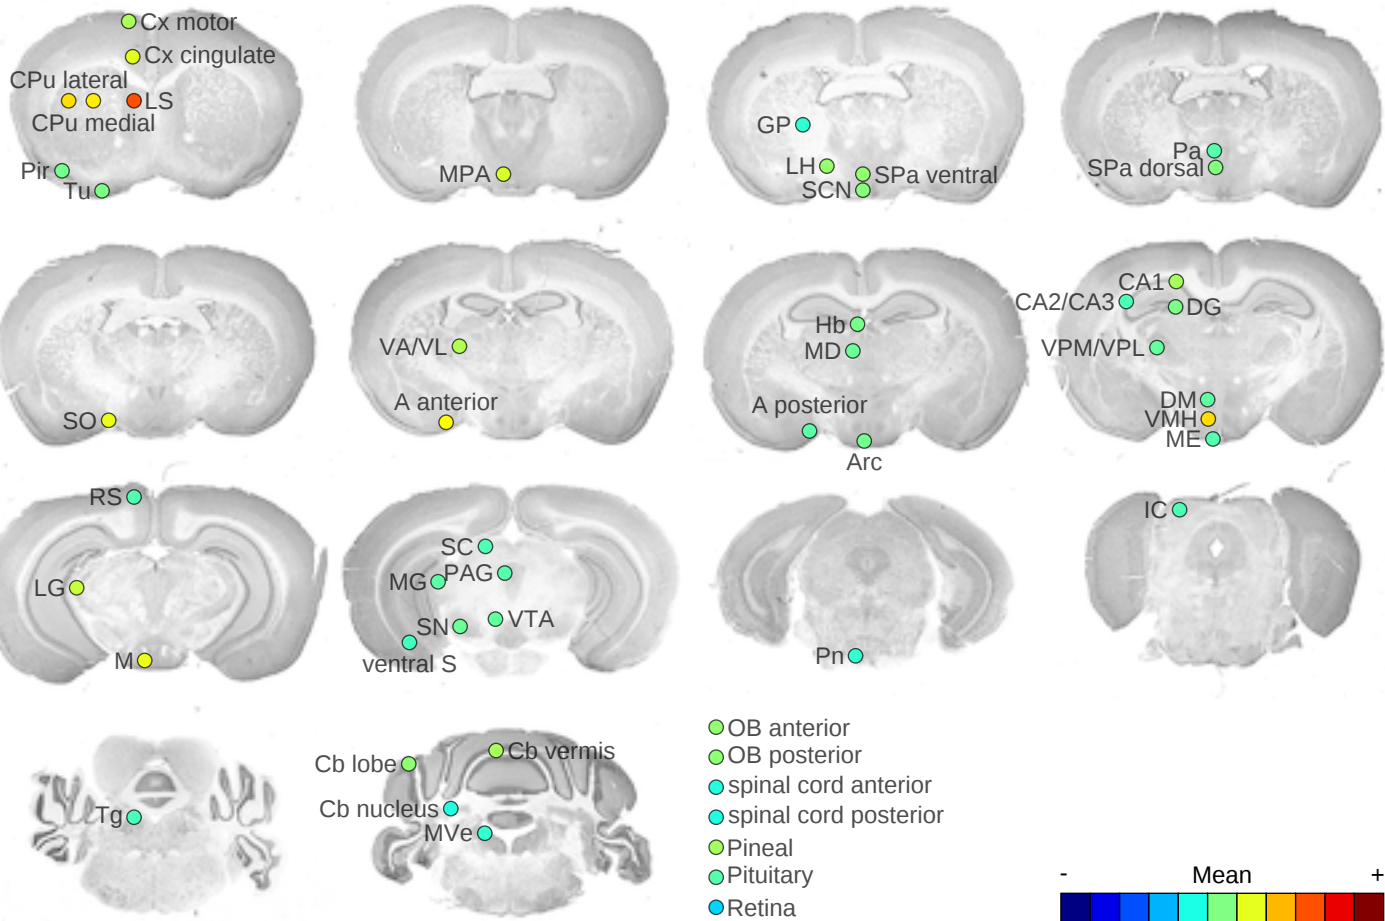 Cx motor
Cx cingulate
CPu lateral
LS
CPu medial
Pir
Tu
MPA
GP
LH
SPa ventral
SCN
Pa
SPa dorsal
SO
VA/VL
A anterior
Hb
MD
A posterior
Arc
CA1
CA2/CA3
DG
VPM/VPL
DM
VMH
ME
RS
LG
M
SC
PAG
MG
VTA
SN
ventral S
Pn
IC
Tg
Cb vermis
Cb lobe
Cb nucleus
MVe
OB anterior
OB posterior
spinal cord anterior
spinal cord posterior
Pineal
Pituitary
Retina
- Mean +